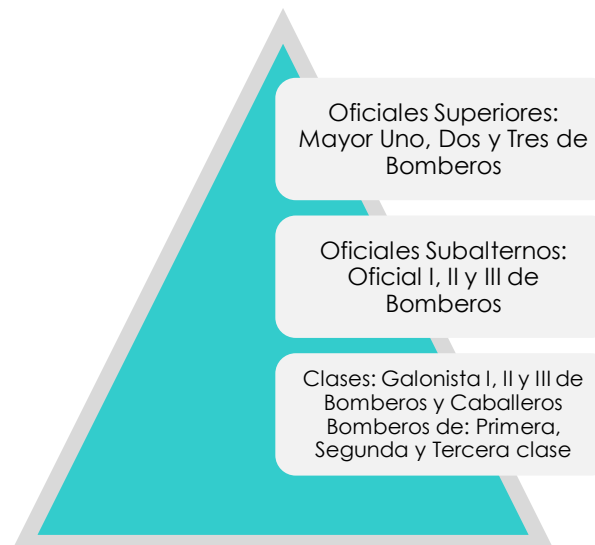 Oficiales Superiores:
Mayor Uno, Dos y Tres de
Bomberos
Oficiales Subalternos:
Oficial I, II y III de
Bomberos
Clases: Galonista I, II y III de
Bomberos y Caballeros
Bomberos de: Primera,
Segunda y Tercera clase